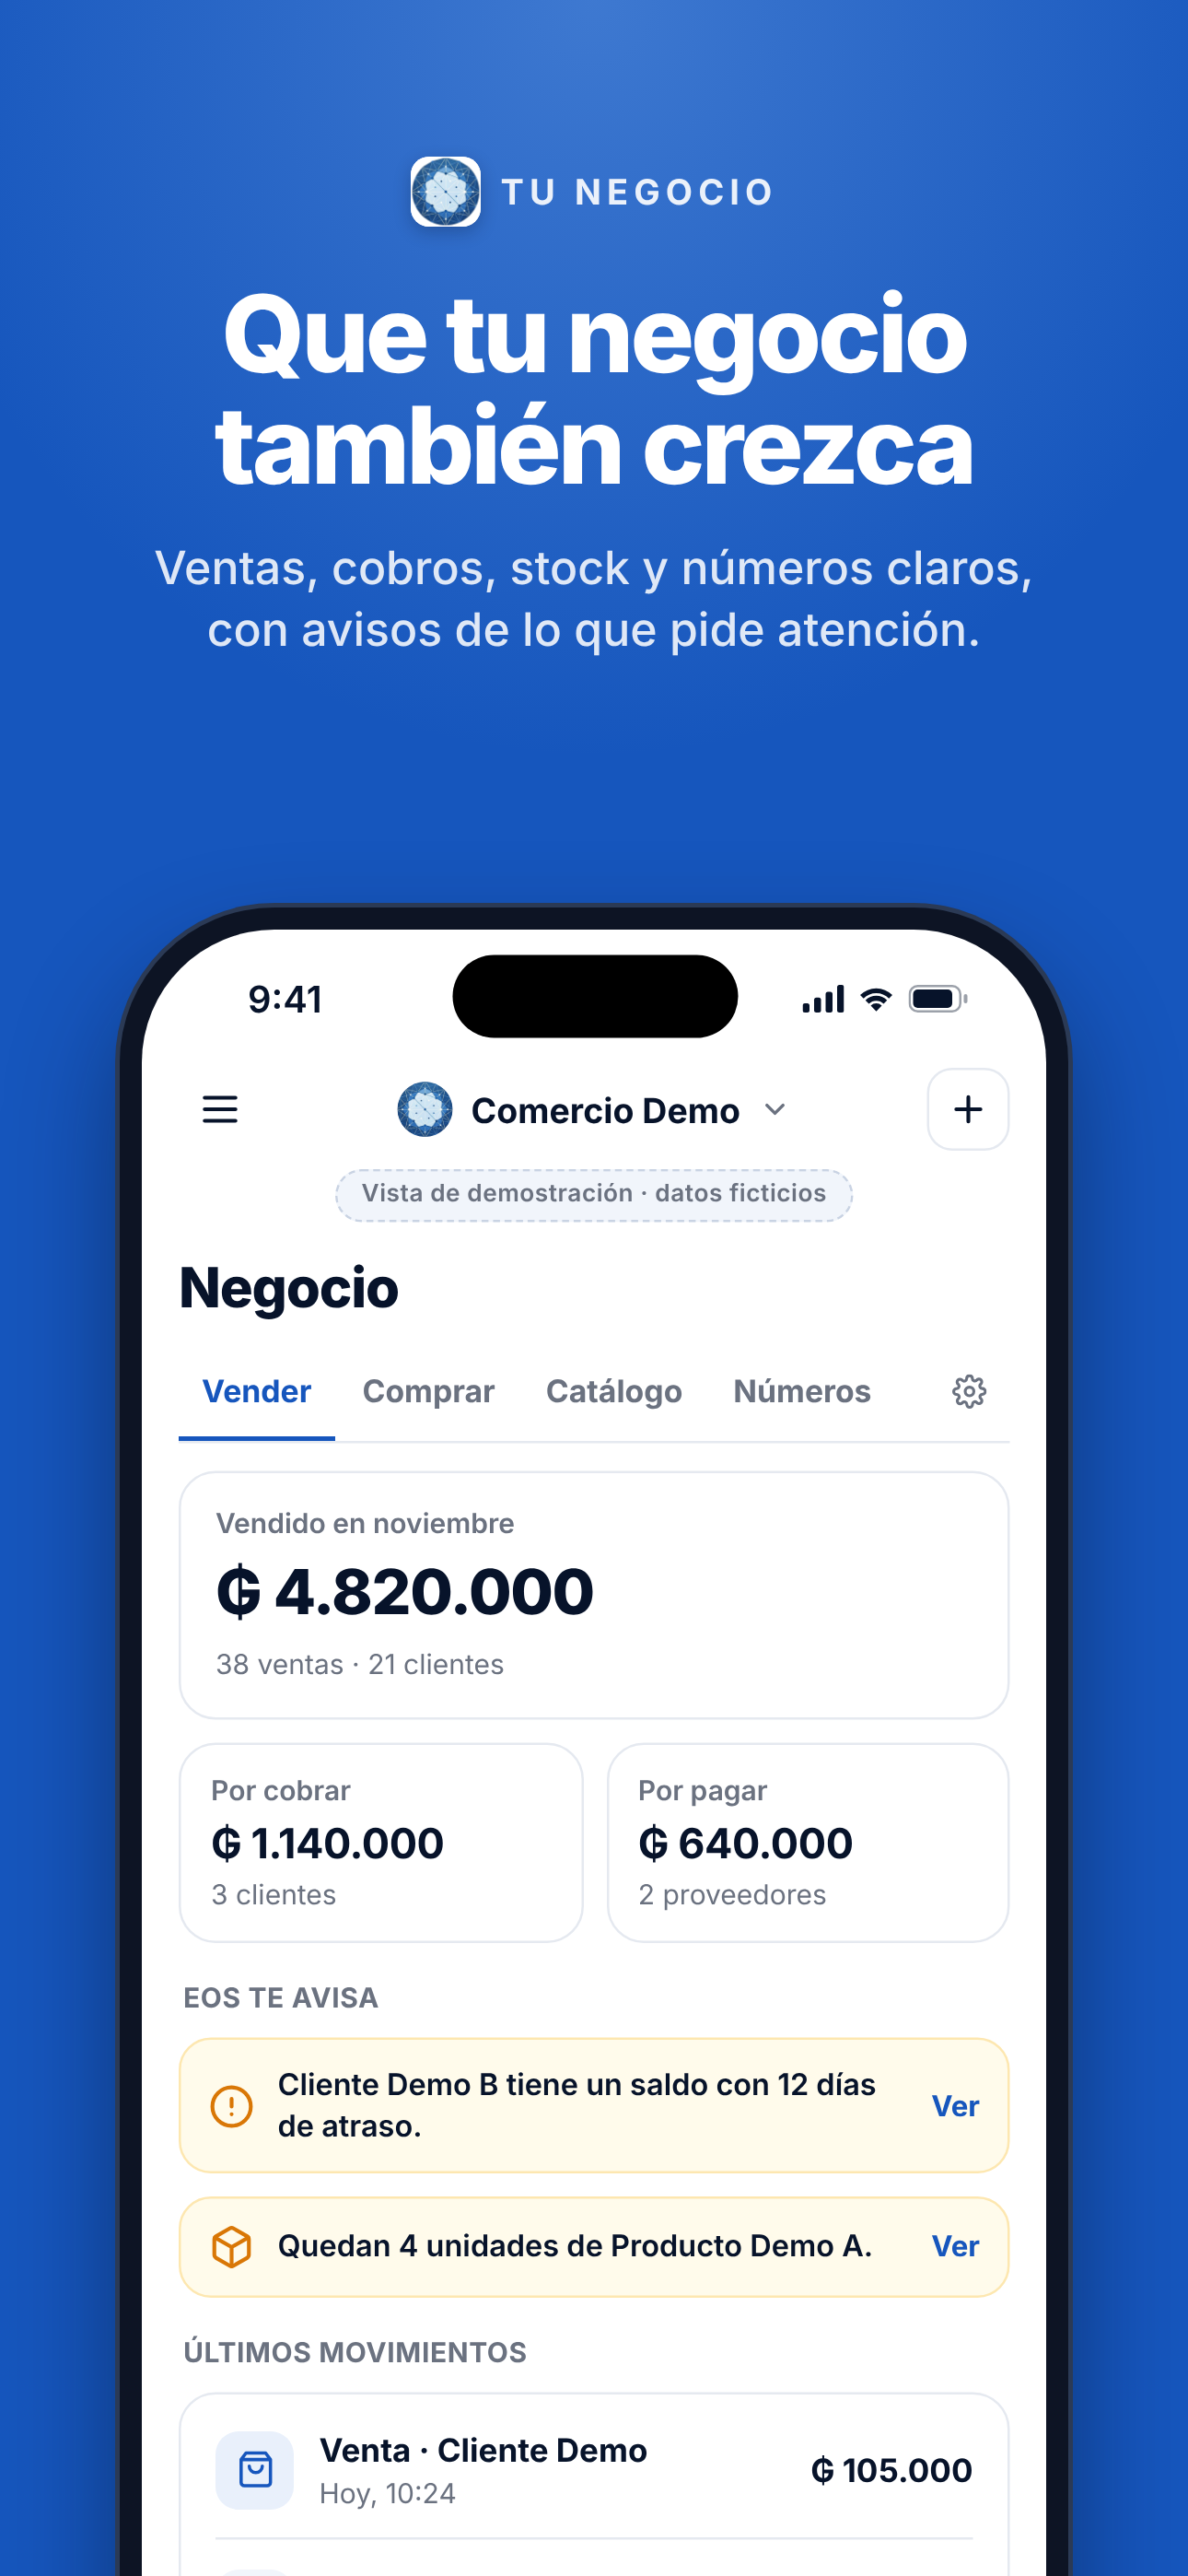 TU NEGOCIO
Que tu negocio
también crezca
Ventas, cobros, stock y números claros,
con avisos de lo que pide atención.
9:41
Comercio Demo
Vista de demostración · datos ficticios
Negocio
Vender Comprar Catálogo Números
Vendido en noviembre
₲ 4.820.000
38 ventas · 21 clientes
Por cobrar
₲ 1.140.000
3 clientes
Por pagar
₲ 640.000
2 proveedores
EOS TE AVISA
Cliente Demo B tiene un saldo con 12 días
de atraso.
Ver
Quedan 4 unidades de Producto Demo A.
Ver
ÚLTIMOS MOVIMIENTOS
Venta · Cliente Demo
Hoy, 10:24
₲ 105.000